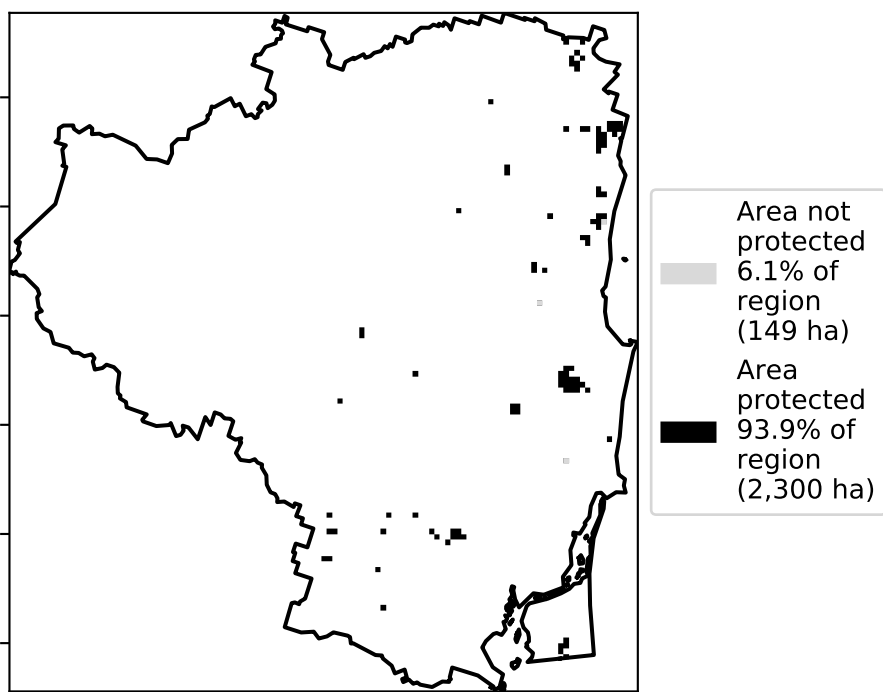 Area not
protected
6.1% of
region
(149 ha)
Area
protected
93.9% of
region
(2,300 ha)